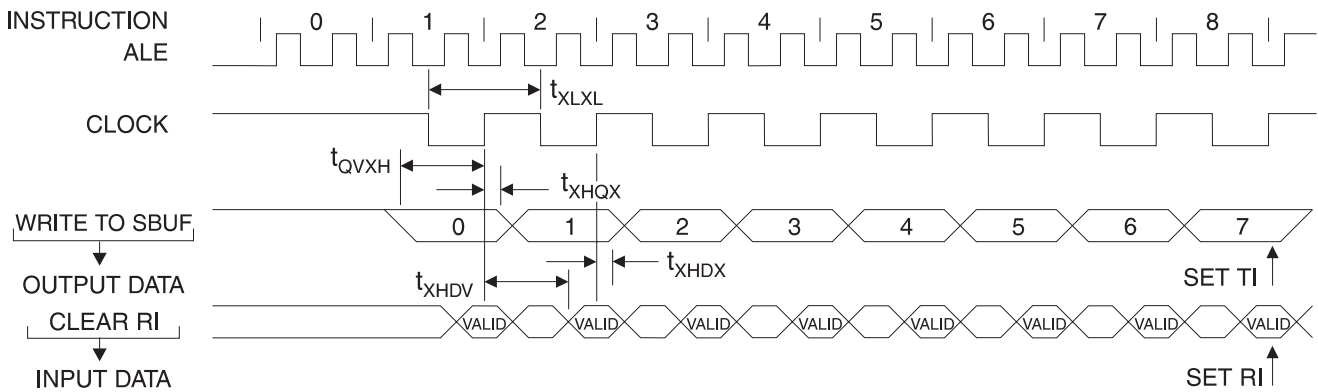 INSTRUCTION 0 1 2 3 4 5 6 7 8
ALE
tXLXL
CLOCK
tQVXH
tXHQX
WRITE TO SBUF 0 1 2 3 4 5 6 7
tXHDX
SET TI
OUTPUT DATA
tXHDV
CLEAR RI VALID VALID VALID VALID VALID VALID VALID VALID
INPUT DATA
SET RI